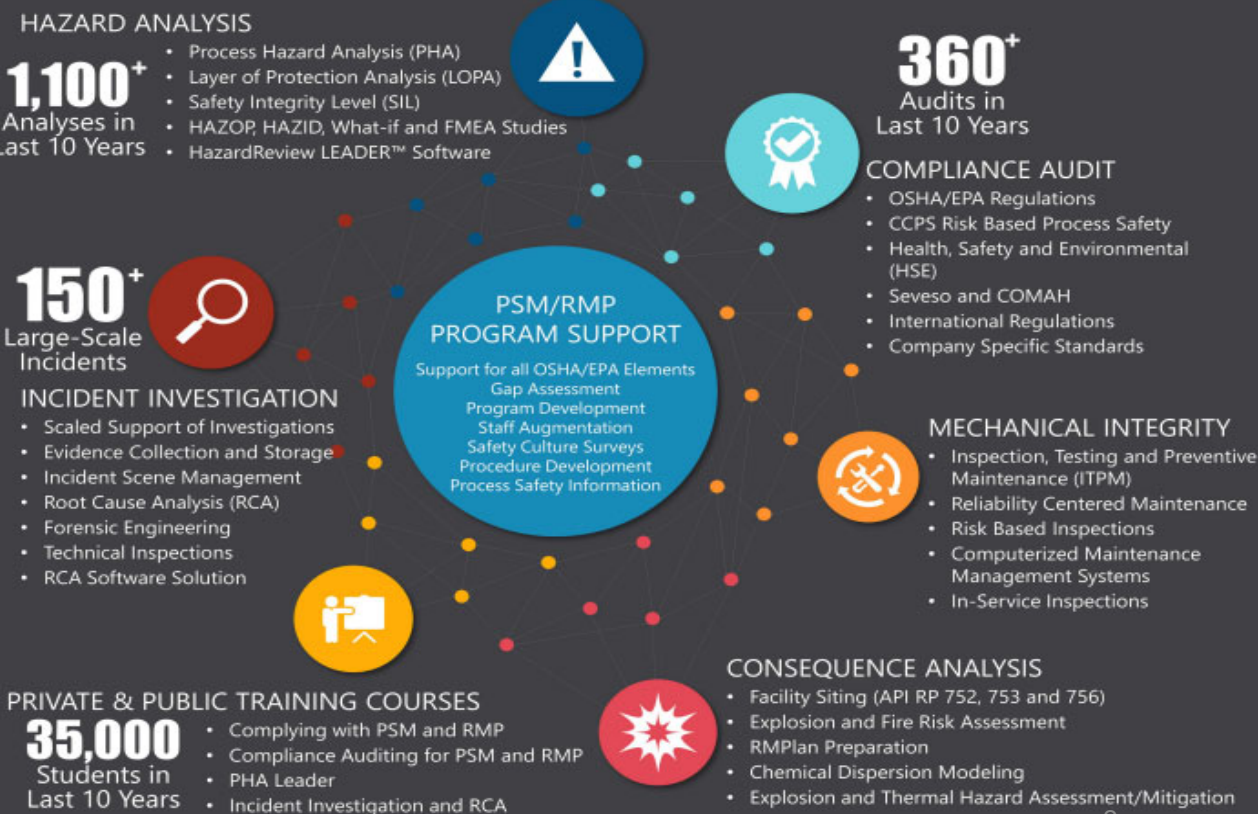 HAZARD ANALYSIS
1,100+
Analyses in
Last 10 Years
• Process Hazard Analysis (PHA)
• Layer of Protection Analysis (LOPA)
• Safety Integrity Level (SIL)
• HAZOP, HAZID, What-if and FMEA Studies
• HazardReview LEADER™ Software
360+
Audits in
Last 10 Years
COMPLIANCE AUDIT
• OSHA/EPA Regulations
• CCPS Risk Based Process Safety
• Health, Safety and Environmental
(HSE)
• Seveso and COMAH
• International Regulations
• Company Specific Standards
150+
Large-Scale
Incidents
INCIDENT INVESTIGATION
• Scaled Support of Investigations
• Evidence Collection and Storage
• Incident Scene Management
• Root Cause Analysis (RCA)
• Forensic Engineering
• Technical Inspections
• RCA Software Solution
PSM/RMP
PROGRAM SUPPORT
Support for all OSHA/EPA Elements
Gap Assessment
Program Development
Staff Augmentation
Safety Culture Surveys
Procedure Development
Process Safety Information
MECHANICAL INTEGRITY
• Inspection, Testing and Preventive
Maintenance (ITPM)
• Reliability Centered Maintenance
• Risk Based Inspections
• Computerized Maintenance
Management Systems
• In-Service Inspections
PRIVATE & PUBLIC TRAINING COURSES
35,000
Students in
Last 10 Years
• Complying with PSM and RMP
• Compliance Auditing for PSM and RMP
• PHA Leader
• Incident Investigation and RCA
CONSEQUENCE ANALYSIS
• Facility Siting (API RP 752, 753 and 756)
• Explosion and Fire Risk Assessment
• RMPlan Preparation
• Chemical Dispersion Modeling
• Explosion and Thermal Hazard Assessment/Mitigation